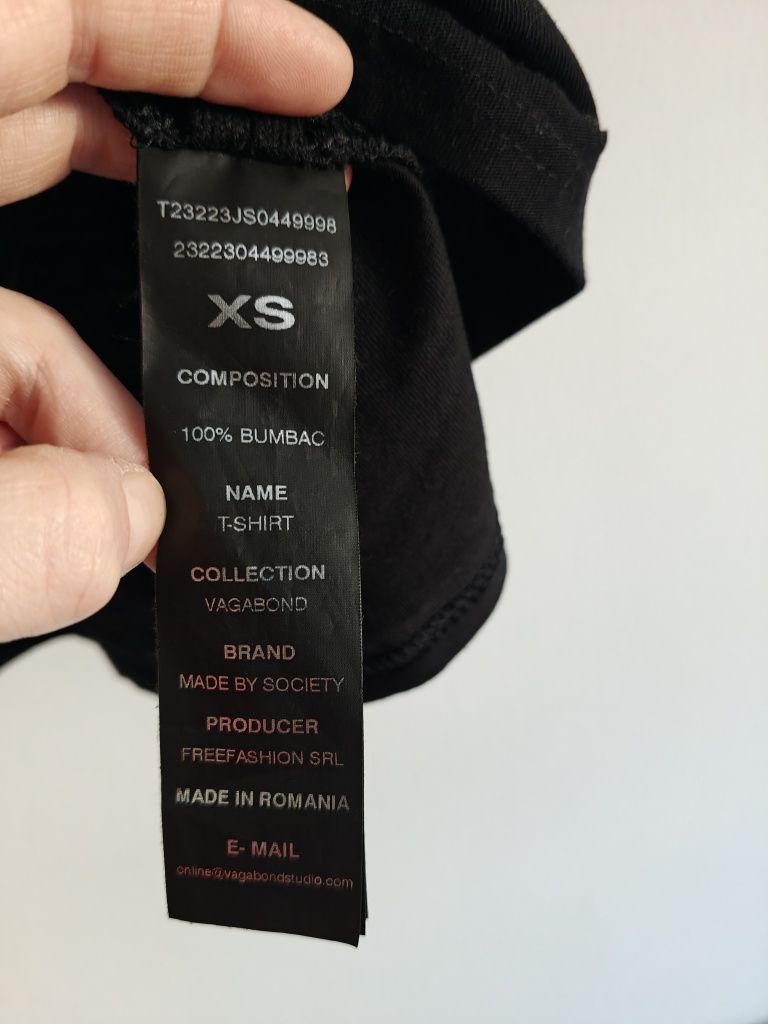 T23223JS0449998
2322304499983
XS
COMPOSITION
100% BUMBAC
NAME
T-SHIRT
COLLECTION
VAGABOND
BRAND
MADE BY SOCIETY
PRODUCER
FREEFASHION SRL
MADE IN ROMANIA
E- MAIL
online@vagabondstudio.com